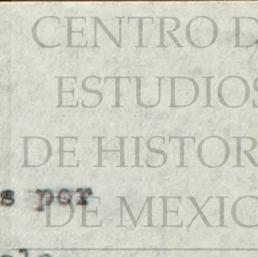 CENTRO D
ESTUDIOS
DE HISTOR
s por
DE MEXIC